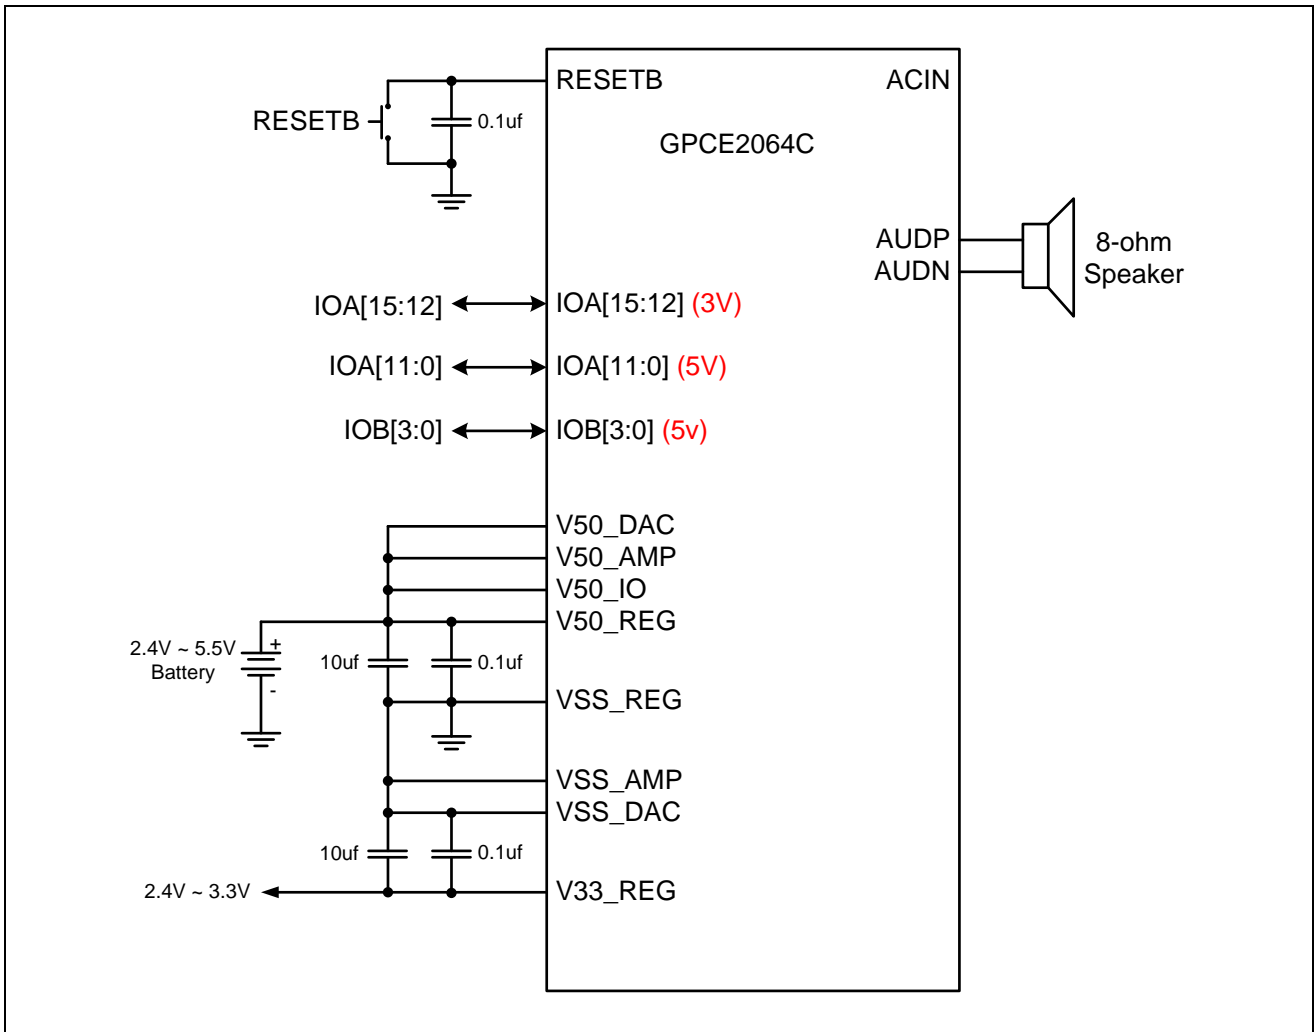 RESETB
ACIN
RESETB
0.1uf
GPCE2064C
AUDP
AUDN
8-ohm
Speaker
IOA[15:12]
IOA[15:12] (3V)
IOA[11:0]
IOA[11:0] (5V)
IOB[3:0]
IOB[3:0] (5v)
V50_DAC
V50_AMP
V50_IO
V50_REG
2.4V ~ 5.5V
Battery
+
-
10uf
0.1uf
VSS_REG
VSS_AMP
VSS_DAC
10uf
0.1uf
2.4V ~ 3.3V
V33_REG